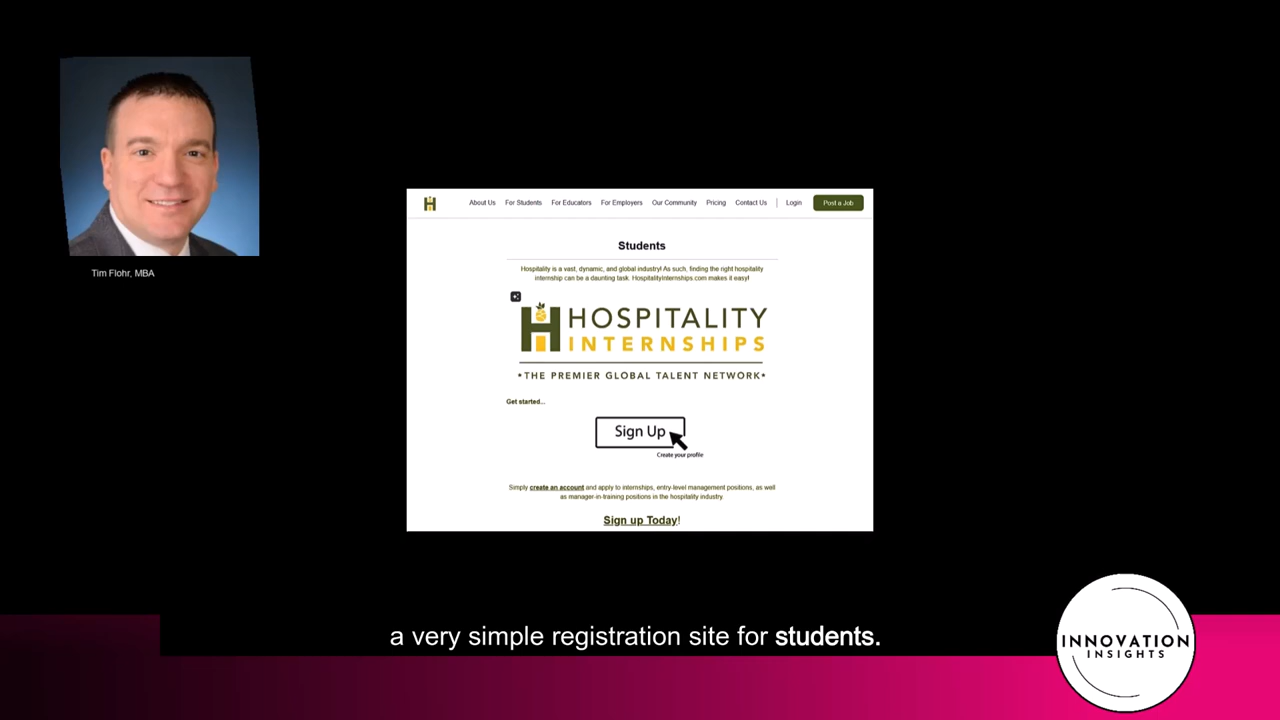 Tim Flohr, MBA
H
About Us For Students For Educators For Employers Our Community Pricing Contact Us Login Post a Job
Students
Hospitality is a vast, dynamic, and global industry! As such, finding the right hospitality
internship can be a daunting task. HospitalityInternships.com makes it easy!
H HOSPITALITY
INTERNSHIPS
*THE PREMIER GLOBAL TALENT NETWORK*
Get started...
Sign Up
Create your profile
Simply create an account and apply to internships, entry-level management positions, as well
as manager-in-training positions in the hospitality industry.
Sign up Today!
a very simple registration site for students.
INNOVATION
INSIGHTS